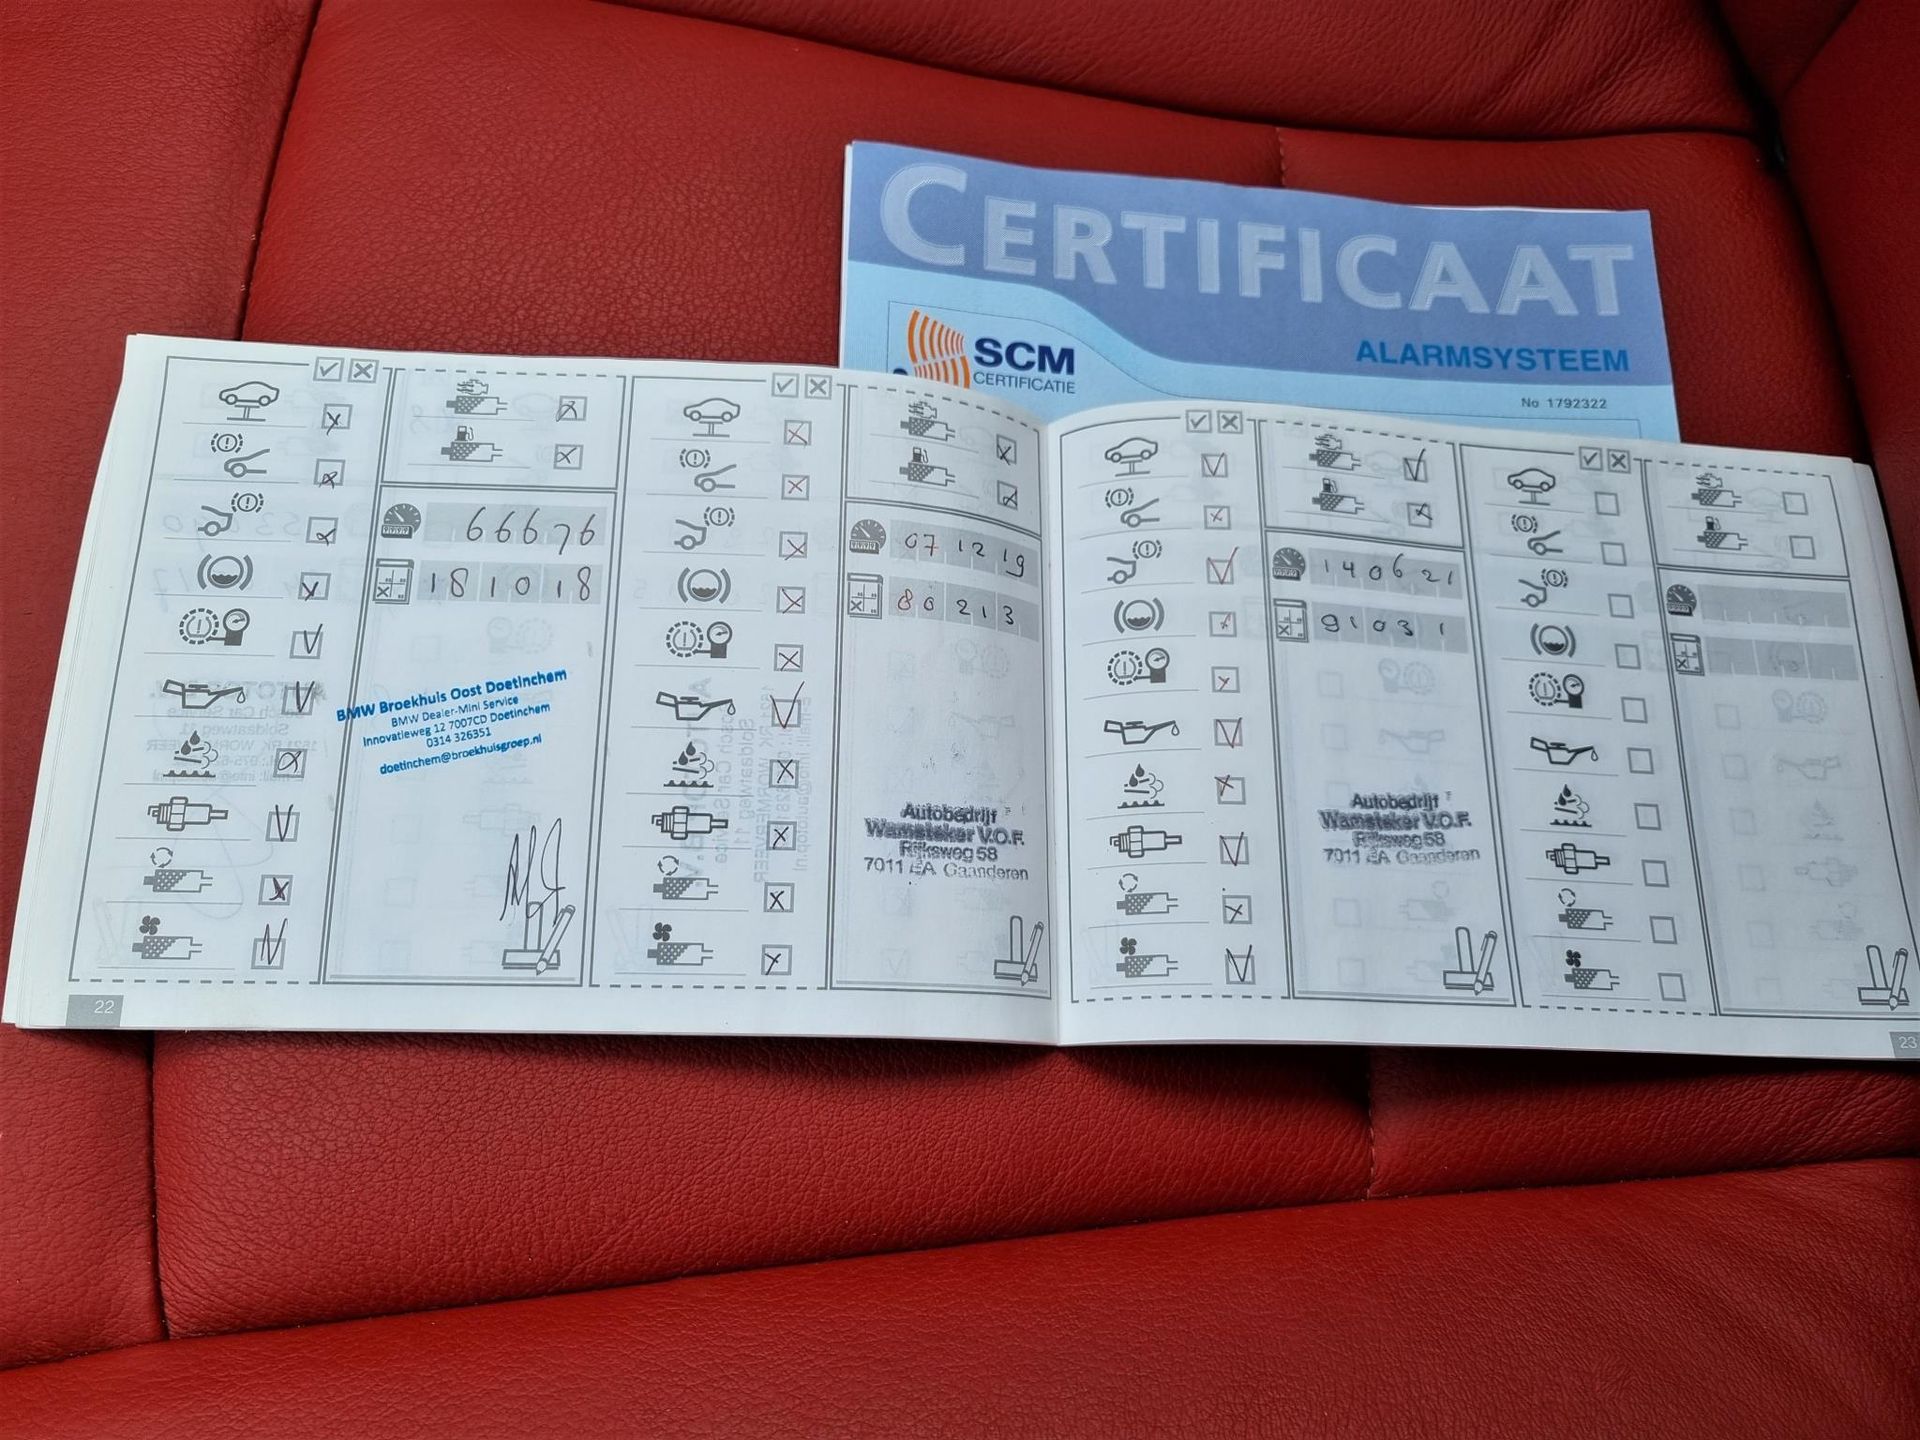 CERTIFICAAT
SCM
CERTIFICATIE
ALARMSYSTEEM
No 1792322
66676
181018
BMW Broekhuis Oost Doetinchem
BMW Dealer-Mini Service
Innovatieweg 12 7007CD Doetinchem
0314 326351
doetinchem@broekhuisgroep.nl
071219
80213
Autobedrijf
Wamsteker V.O.F.
Rijksweg 58
7011 EA Gaanderen
140621
91031
Autobedrijf
Wamsteker V.O.F.
Rijksweg 58
7011 EA Gaanderen
22
23